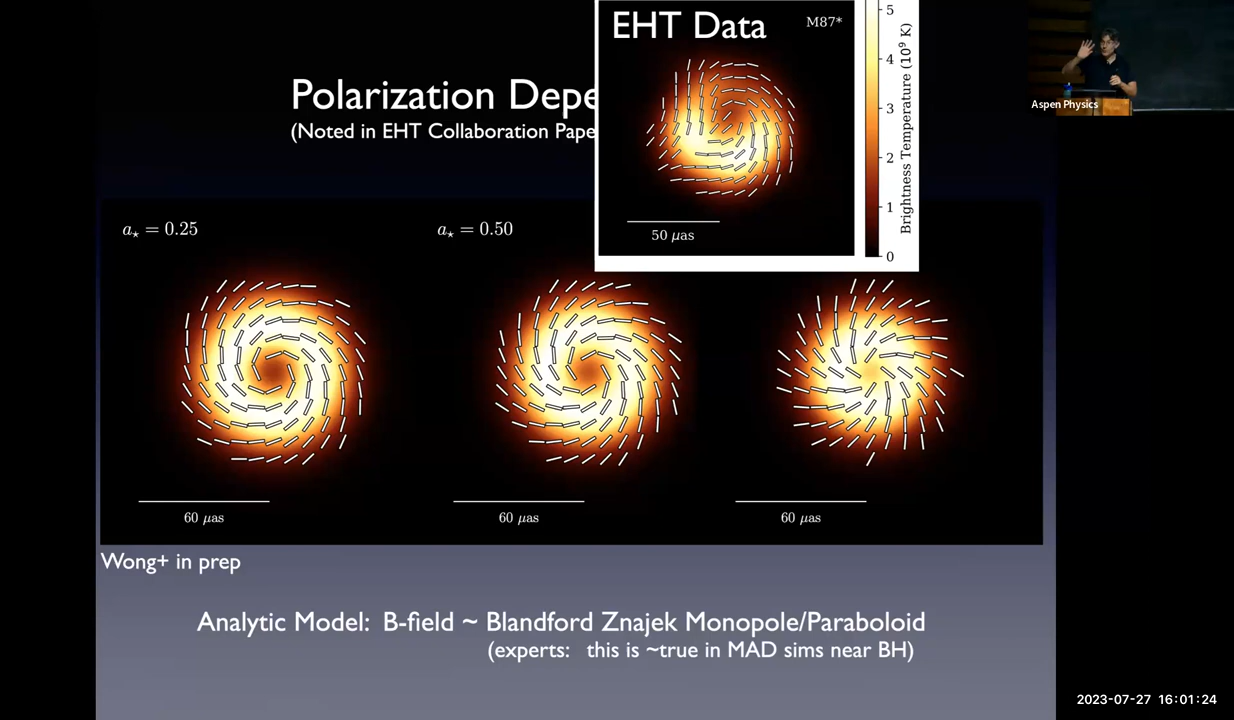 EHT Data
M87*
Polarization Depe
(Noted in EHT Collaboration Pape
50 μas
5
4
3
2
1
0
Brightness Temperature (10⁹ K)
Aspen Physics
a⋆ = 0.25
a⋆ = 0.50
60 μas
60 μas
60 μas
Wong+ in prep
Analytic Model: B-field ~ Blandford Znajek Monopole/Paraboloid
(experts: this is ~true in MAD sims near BH)
2023-07-27 16:01:24